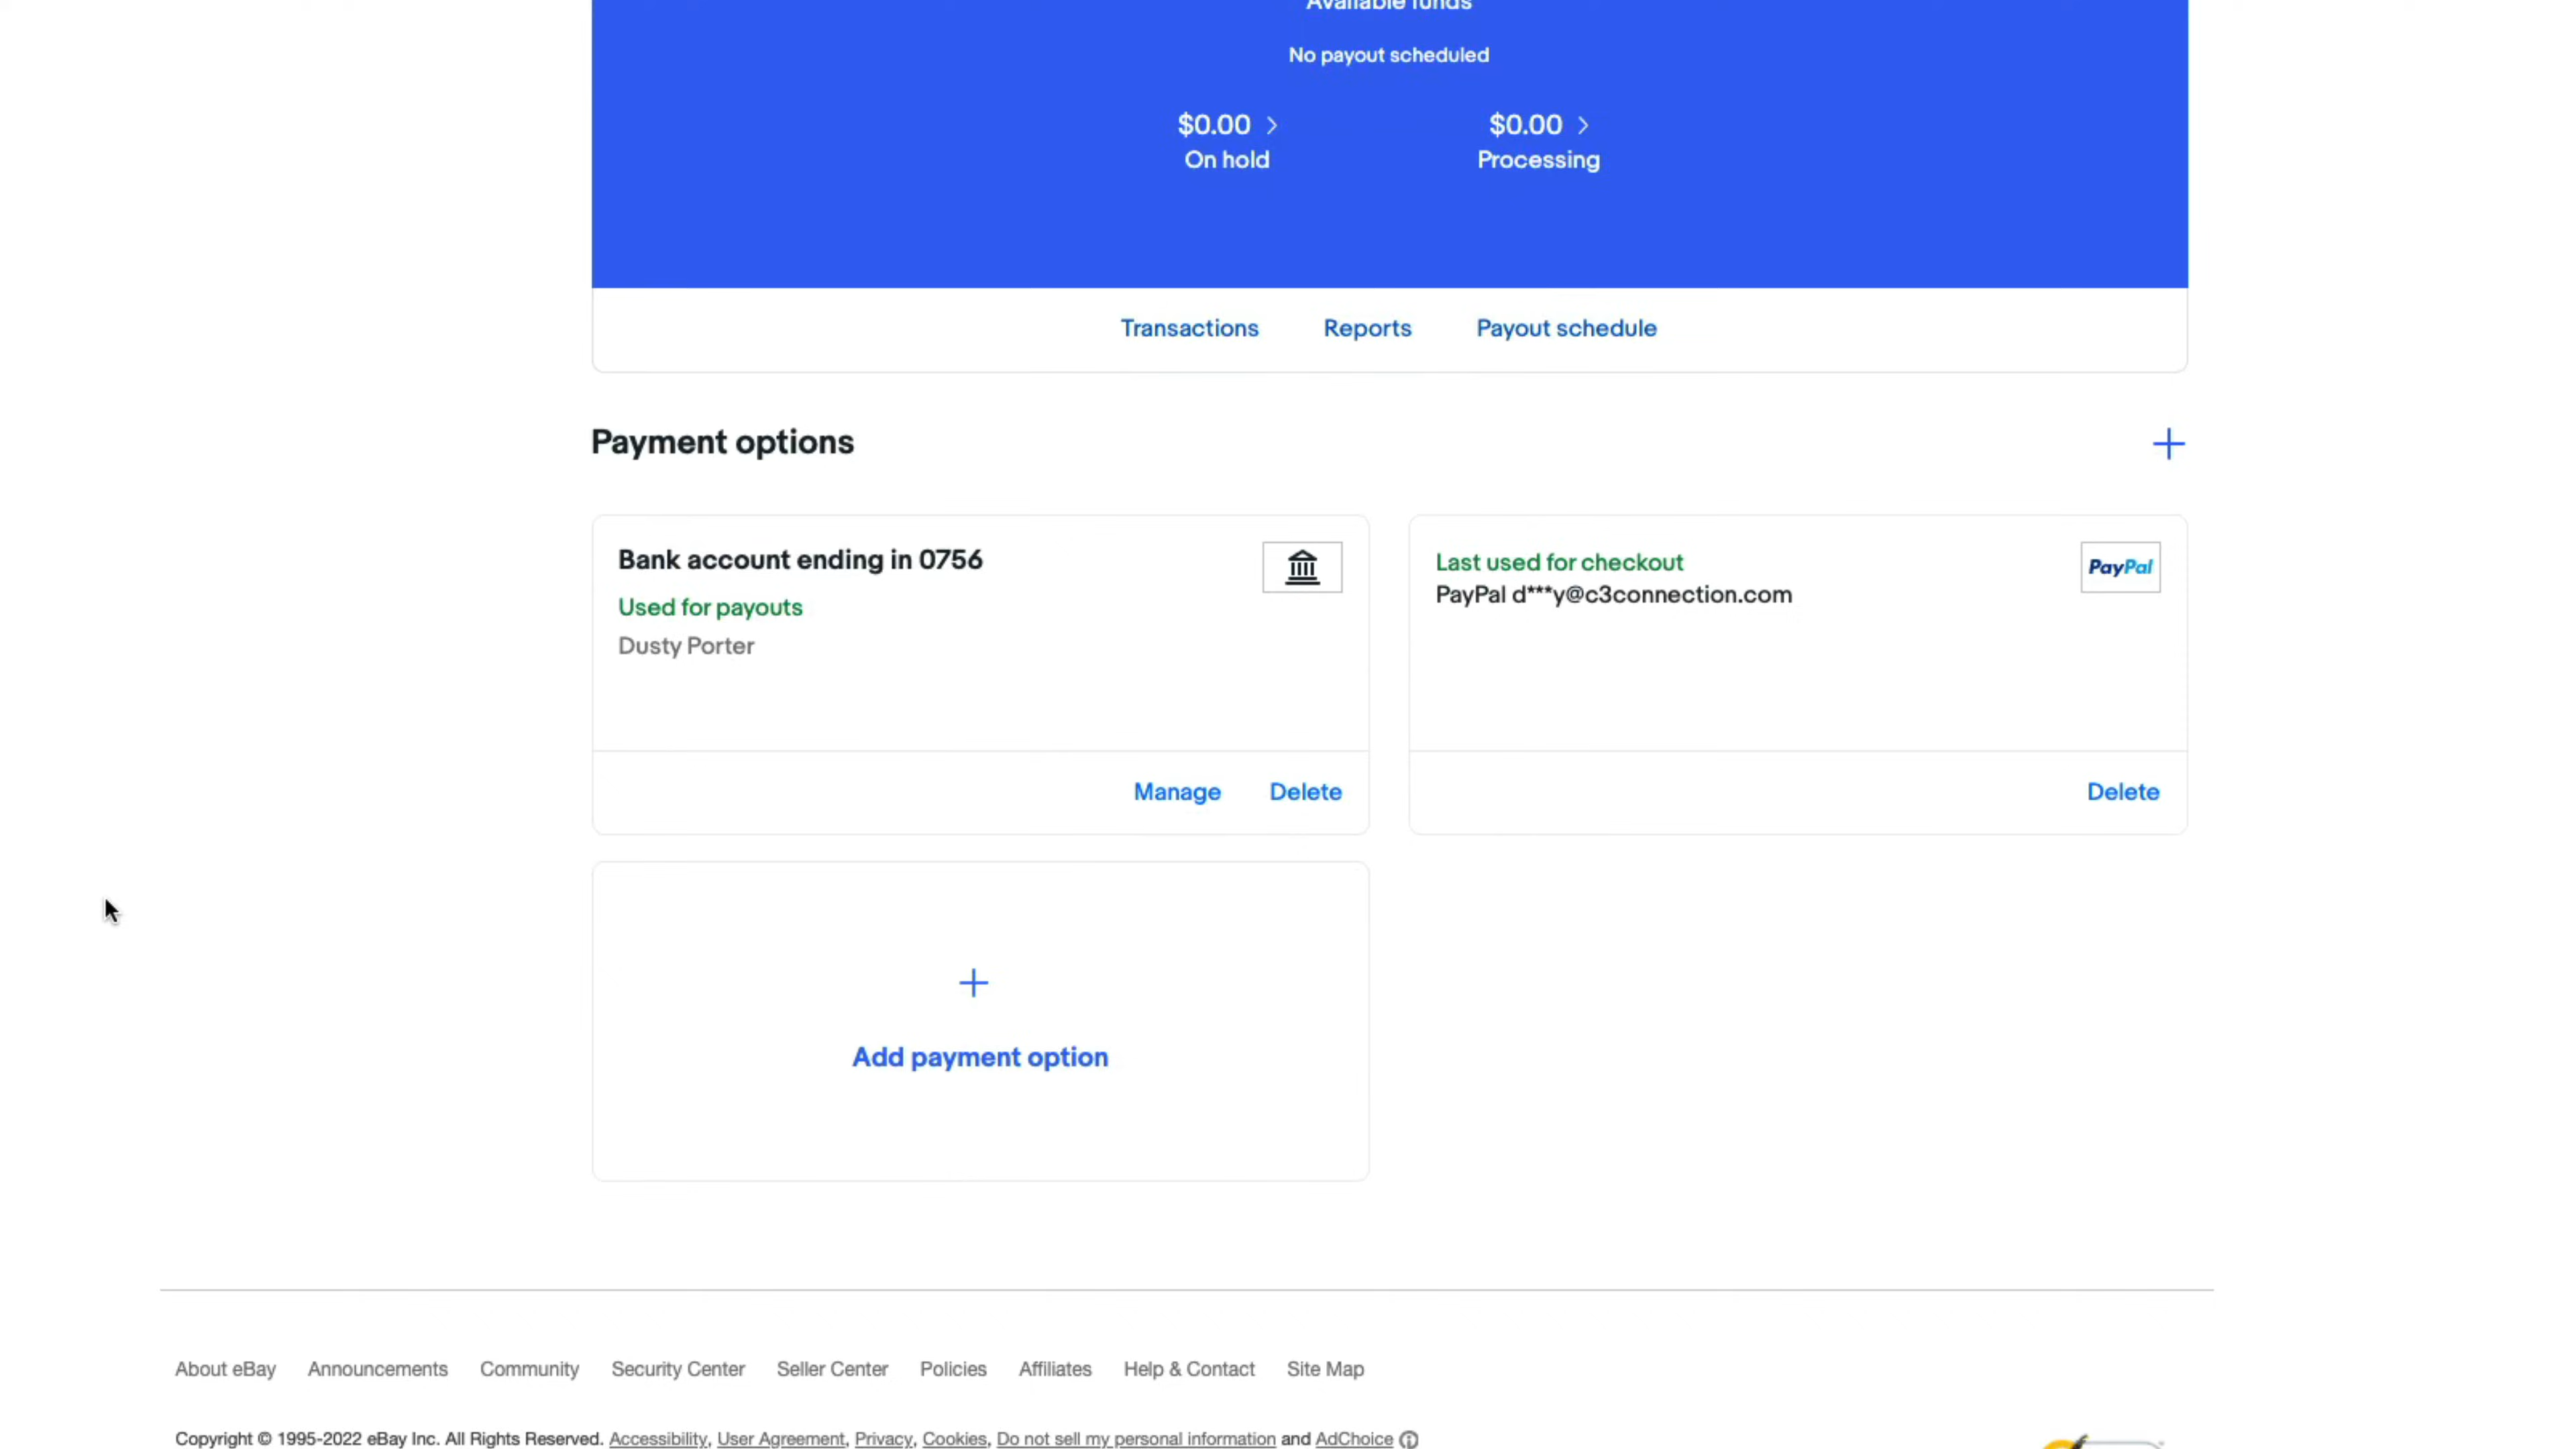 Available funds
No payout scheduled
$0.00 $0.00
On hold Processing
Transactions Reports Payout schedule
Payment options
Bank account ending in 0756
Used for payouts
Dusty Porter
Last used for checkout
PayPal d***y@c3connection.com
PayPal
Manage Delete
Delete
Add payment option
About eBay Announcements Community Security Center Seller Center Policies Affiliates Help & Contact Site Map
Copyright © 1995-2022 eBay Inc. All Rights Reserved. Accessibility, User Agreement, Privacy, Cookies, Do not sell my personal information and AdChoice